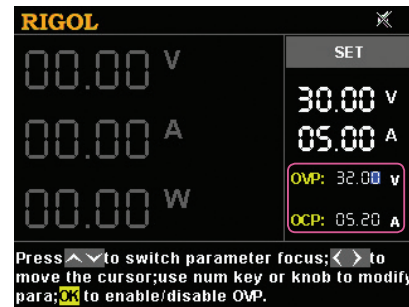 RIGOL
SET
00.00 V
30.00 V
00.00 A
05.00 A
00.00 W
OVP: 32.00 V
OCP: 05.20 A
Press to switch parameter focus; to
move the cursor;use num key or knob to modify
para;OK to enable/disable OVP.